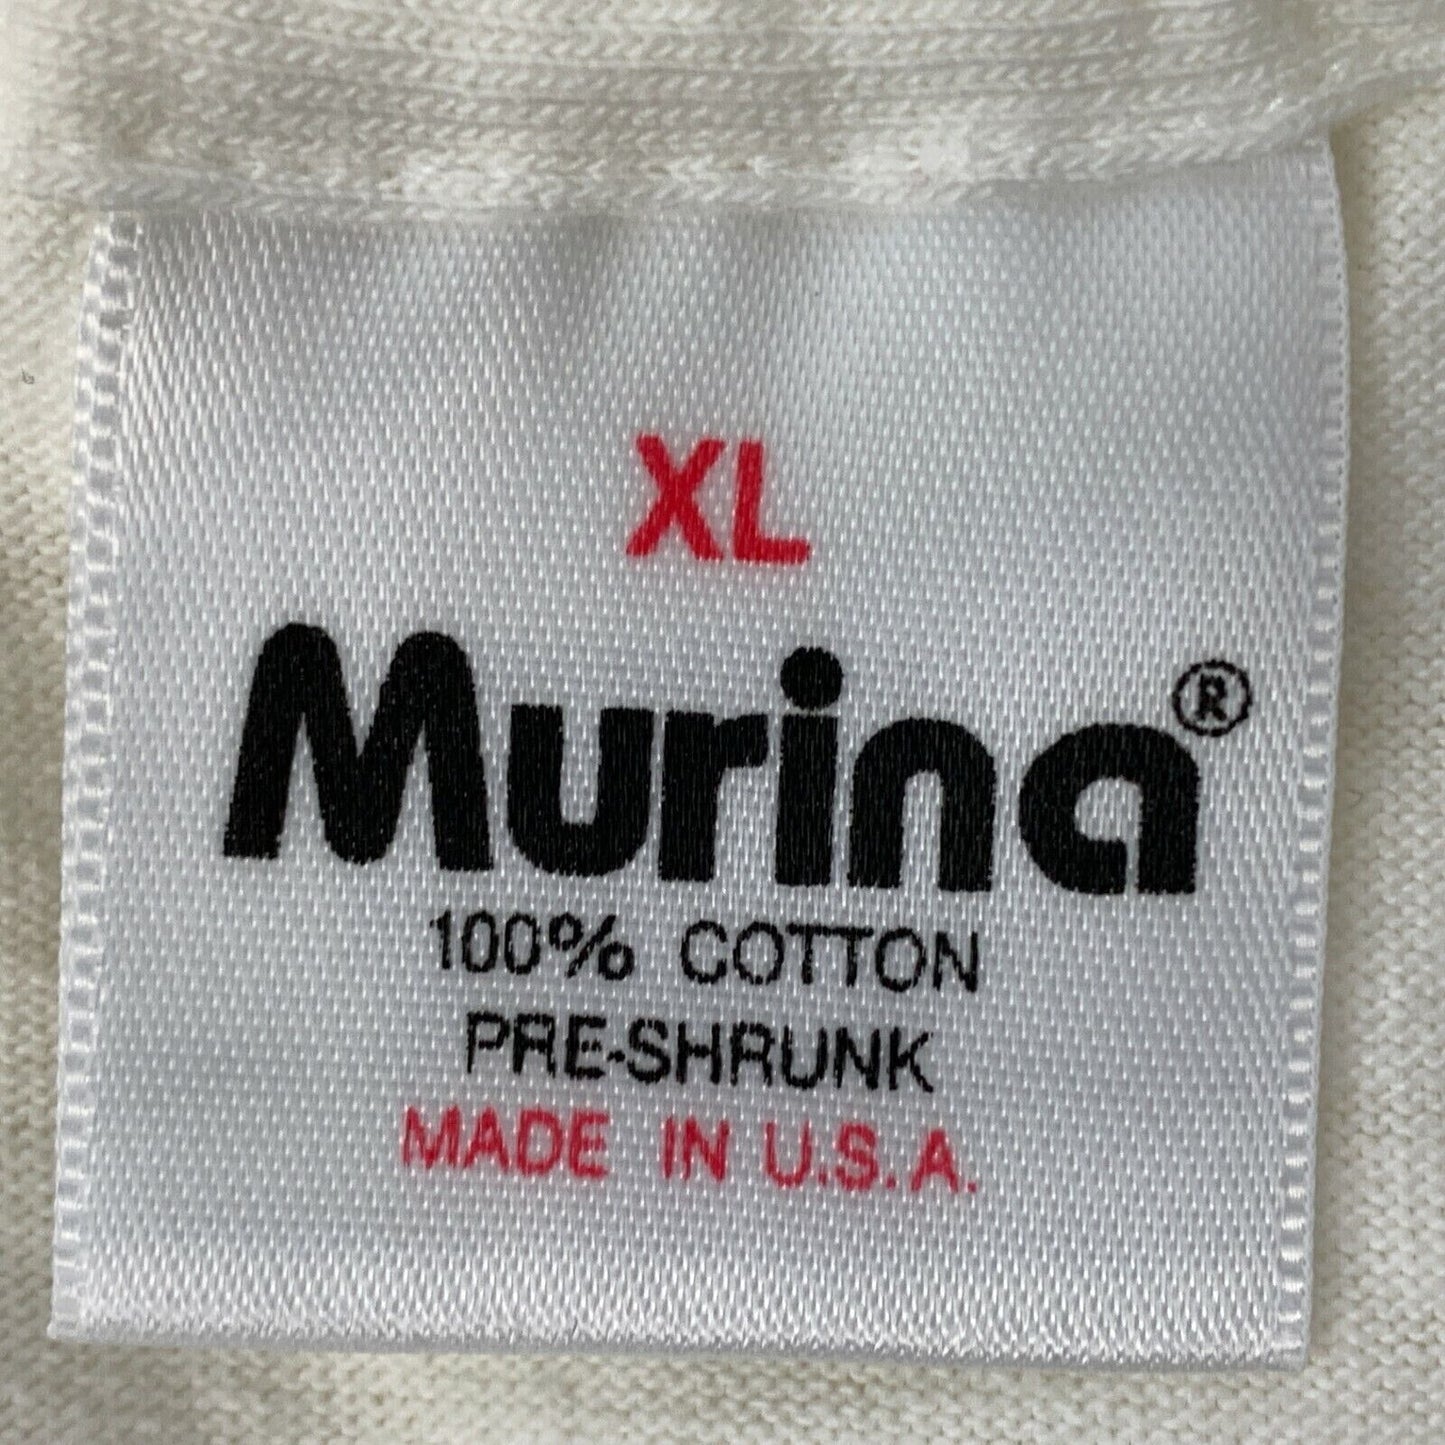 XL
Murina®
100% COTTON
PRE-SHRUNK
MADE IN U.S.A.